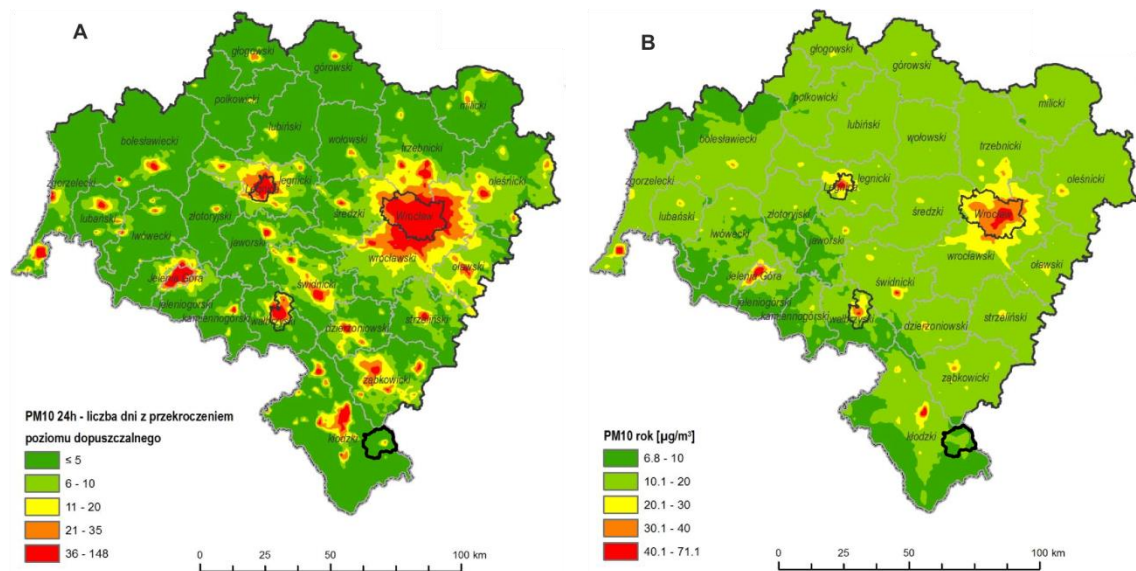 A
głogowski
górowski
polkowicki
milicki
lubiński
bolesławiecki
wołowski
trzebnicki
zgorzelecki
legnicki
oleśnicki
Legnica
lubański
złotoryjski
średzki
Wrocław
lwówecki
jaworski
wrocławski
oławski
Jelenia Góra
świdnicki
jeleniogórski
kamiennogórski
wałbrzyski
strzeliński
dzierżoniowski
ząbkowicki
kłodzki
PM10 24h - liczba dni z przekroczeniem
poziomu dopuszczalnego
≤ 5
6 - 10
11 - 20
21 - 35
36 - 148
0 25 50 100 km
B
głogowski
górowski
polkowicki
milicki
lubiński
bolesławiecki
wołowski
trzebnicki
zgorzelecki
legnicki
oleśnicki
Legnica
lubański
złotoryjski
średzki
Wrocław
lwówecki
jaworski
wrocławski
oławski
Jelenia Góra
świdnicki
jeleniogórski
kamiennogórski
wałbrzyski
strzeliński
dzierżoniowski
ząbkowicki
kłodzki
PM10 rok [µg/m³]
6.8 - 10
10.1 - 20
20.1 - 30
30.1 - 40
40.1 - 71.1
0 25 50 100 km